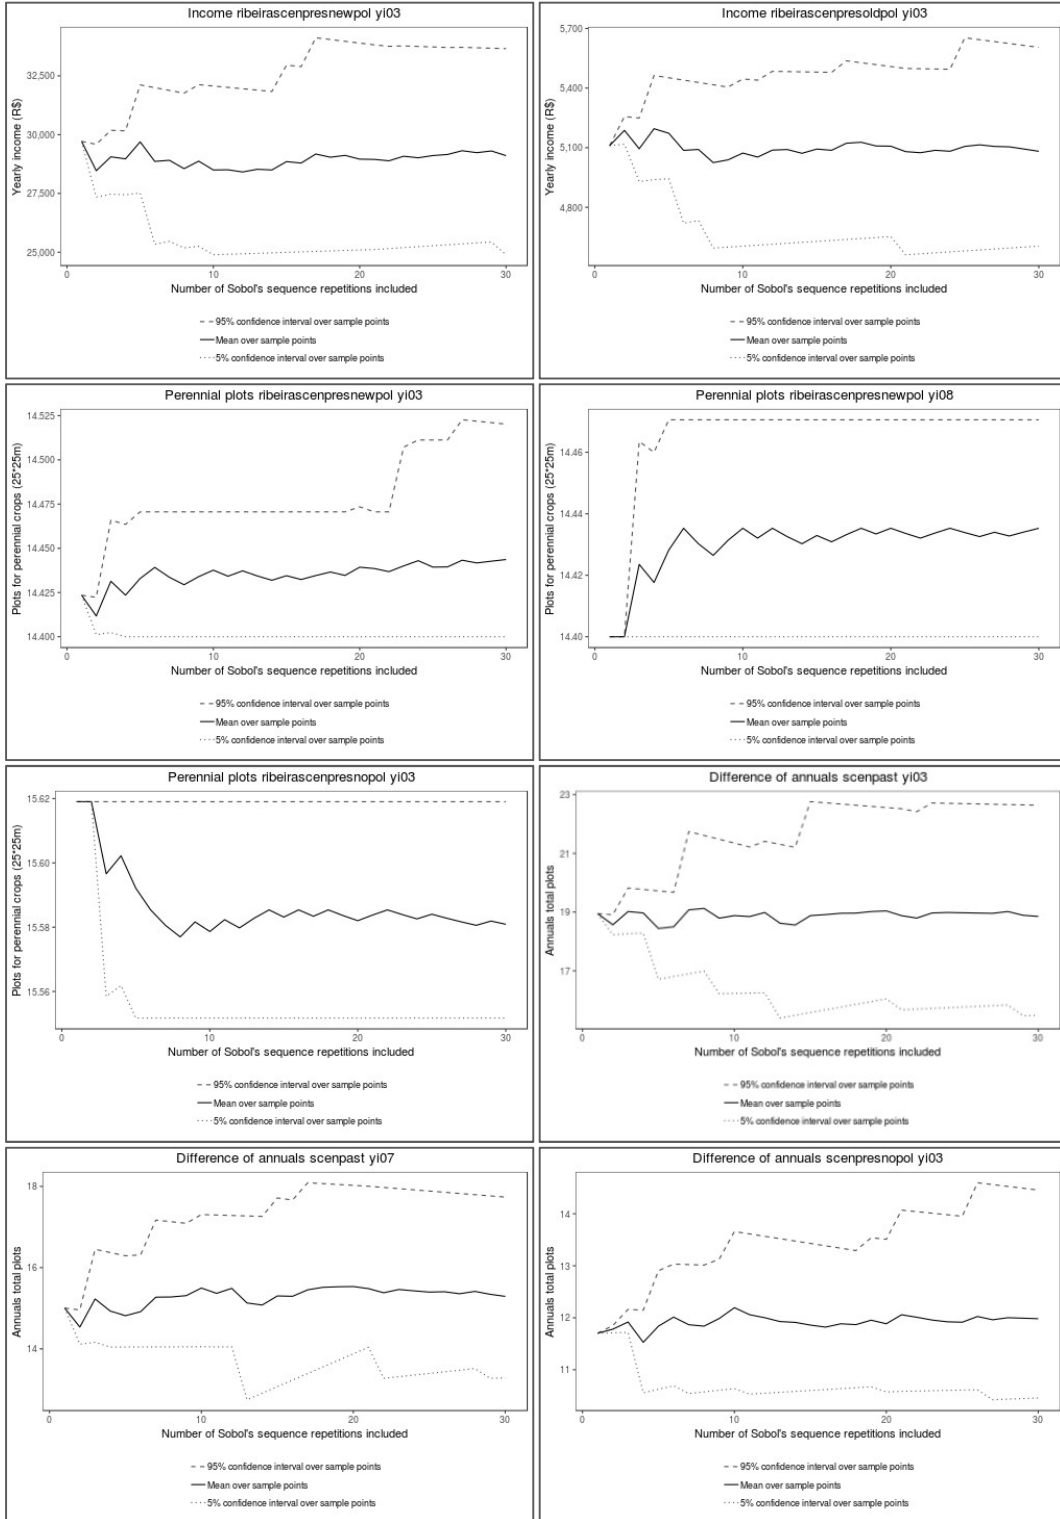 Income ribeirascenpresnewpol yi03
Yearly income (R$)
32,500
30,000
27,500
25,000
0
10
20
30
Number of Sobol's sequence repetitions included
95% confidence interval over sample points
Mean over sample points
5% confidence interval over sample points
Income ribeirascenpresoldpol yi03
Yearly income (R$)
5,700
5,400
5,100
4,800
0
10
20
30
Number of Sobol's sequence repetitions included
95% confidence interval over sample points
Mean over sample points
5% confidence interval over sample points
Perennial plots ribeirascenpresnewpol yi03
Plots for perennial crops (25*25m)
14.525
14.500
14.475
14.450
14.425
14.400
0
10
20
30
Number of Sobol's sequence repetitions included
95% confidence interval over sample points
Mean over sample points
5% confidence interval over sample points
Perennial plots ribeirascenpresnewpol yi08
Plots for perennial crops (25*25m)
14.46
14.44
14.42
14.40
0
10
20
30
Number of Sobol's sequence repetitions included
95% confidence interval over sample points
Mean over sample points
5% confidence interval over sample points
Perennial plots ribeirascenpresnopol yi03
Plots for perennial crops (25*25m)
15.62
15.60
15.58
15.56
0
10
20
30
Number of Sobol's sequence repetitions included
95% confidence interval over sample points
Mean over sample points
5% confidence interval over sample points
Difference of annuals scenpast yi03
Annuals total plots
23
21
19
17
0
10
20
30
Number of Sobol's sequence repetitions included
95% confidence interval over sample points
Mean over sample points
5% confidence interval over sample points
Difference of annuals scenpast yi07
Annuals total plots
18
16
14
0
10
20
30
Number of Sobol's sequence repetitions included
95% confidence interval over sample points
Mean over sample points
5% confidence interval over sample points
Difference of annuals scenpresnopol yi03
Annuals total plots
14
13
12
11
0
10
20
30
Number of Sobol's sequence repetitions included
95% confidence interval over sample points
Mean over sample points
5% confidence interval over sample points